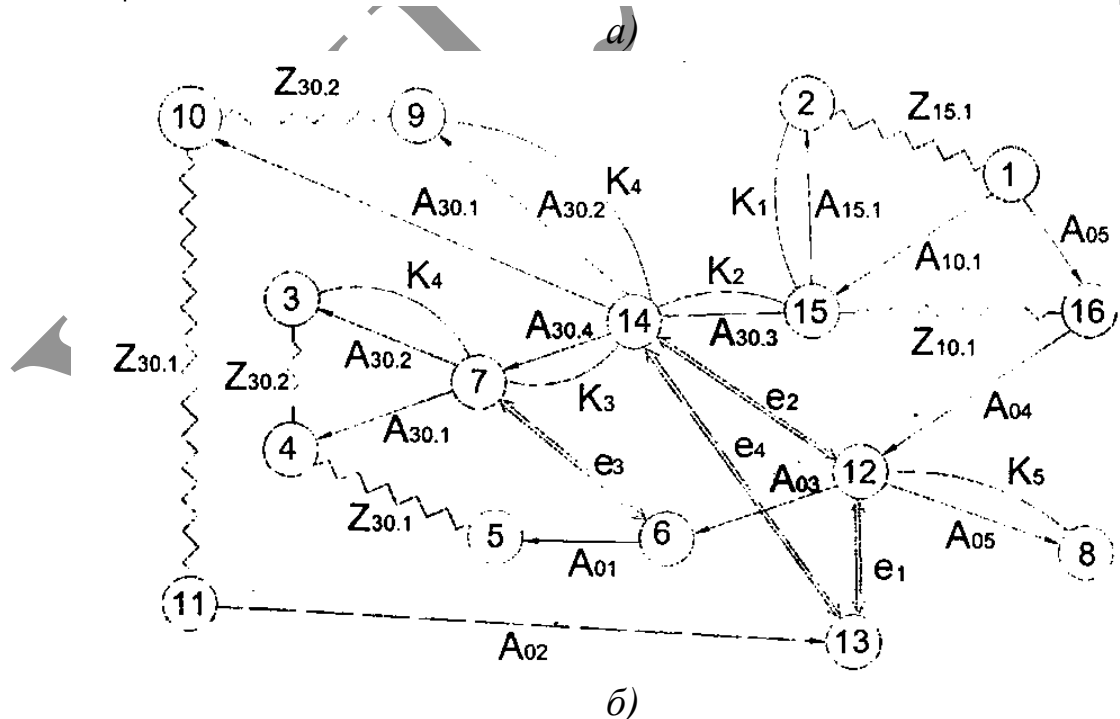 а)
Z30.2
10
9
2
Z15.1
1
K4
A30.1
A30.2
K1
A15.1
A05
A10.1
K4
K2
3
14
15
16
A30.4
A30.3
Z10.1
Z30.1
A30.2
Z30.2
7
K3
A30.1
e2
A04
4
e3
e4
12
A03
K5
Z30.1
5
6
A05
8
A01
e1
11
13
A02
б)